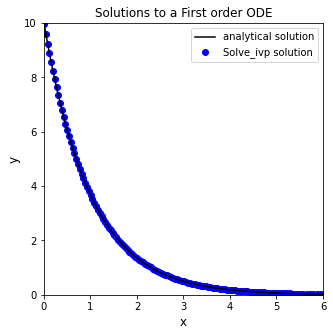 Solutions to a First order ODE
analytical solution
Solve_ivp solution
10
8
6
4
2
0
y
0 1 2 3 4 5 6
x